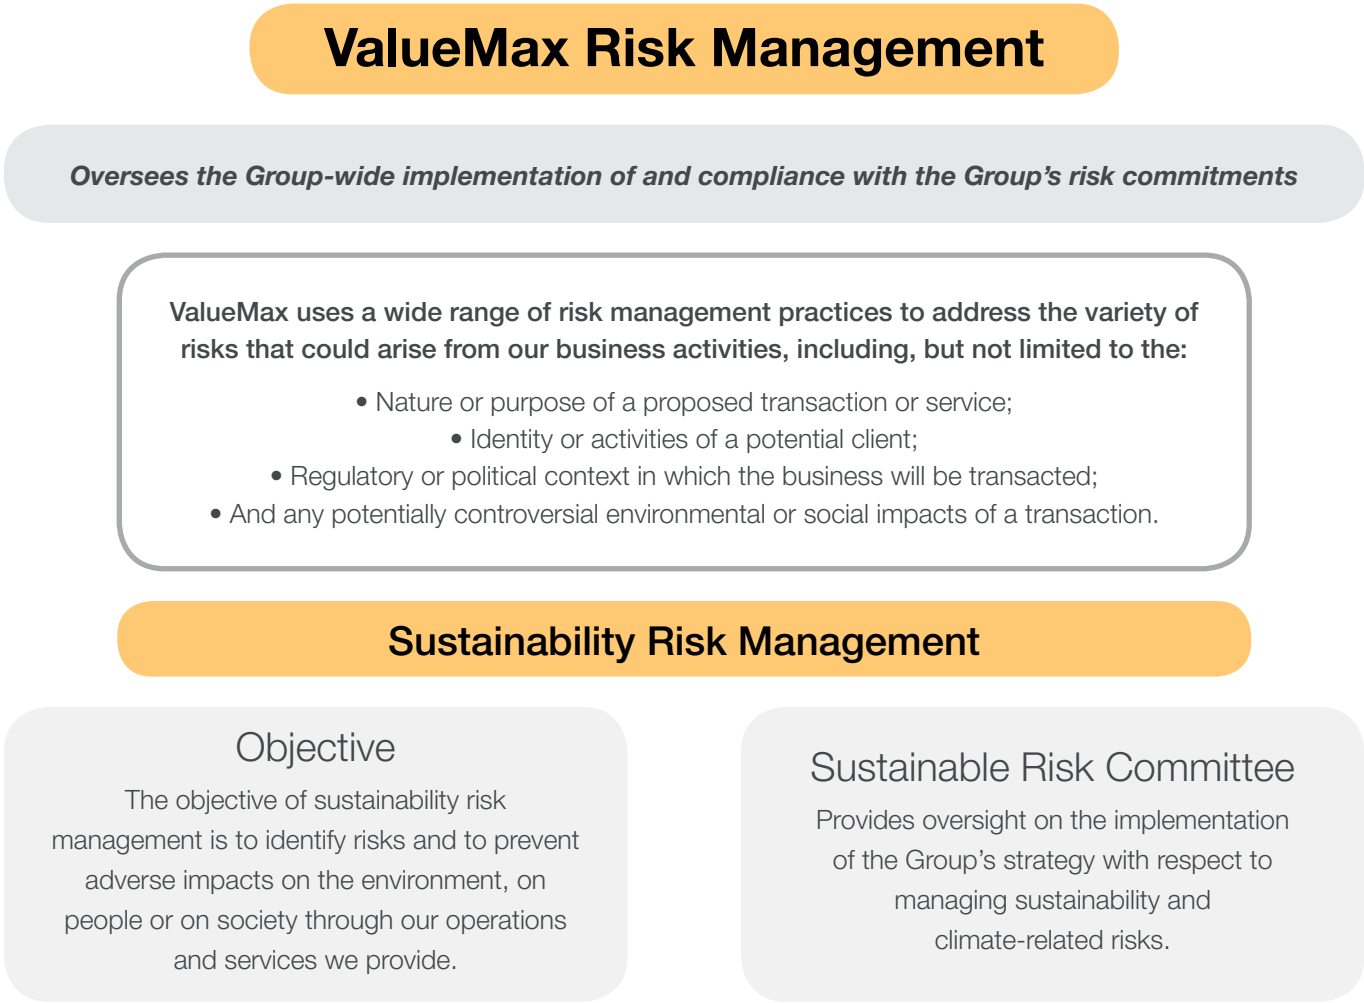 ValueMax Risk Management
Oversees the Group-wide implementation of and compliance with the Group's risk commitments
ValueMax uses a wide range of risk management practices to address the variety of
risks that could arise from our business activities, including, but not limited to the:
• Nature or purpose of a proposed transaction or service;
• Identity or activities of a potential client;
• Regulatory or political context in which the business will be transacted;
• And any potentially controversial environmental or social impacts of a transaction.
Sustainability Risk Management
Objective
The objective of sustainability risk
management is to identify risks and to prevent
adverse impacts on the environment, on
people or on society through our operations
and services we provide.
Sustainable Risk Committee
Provides oversight on the implementation
of the Group's strategy with respect to
managing sustainability and
climate-related risks.